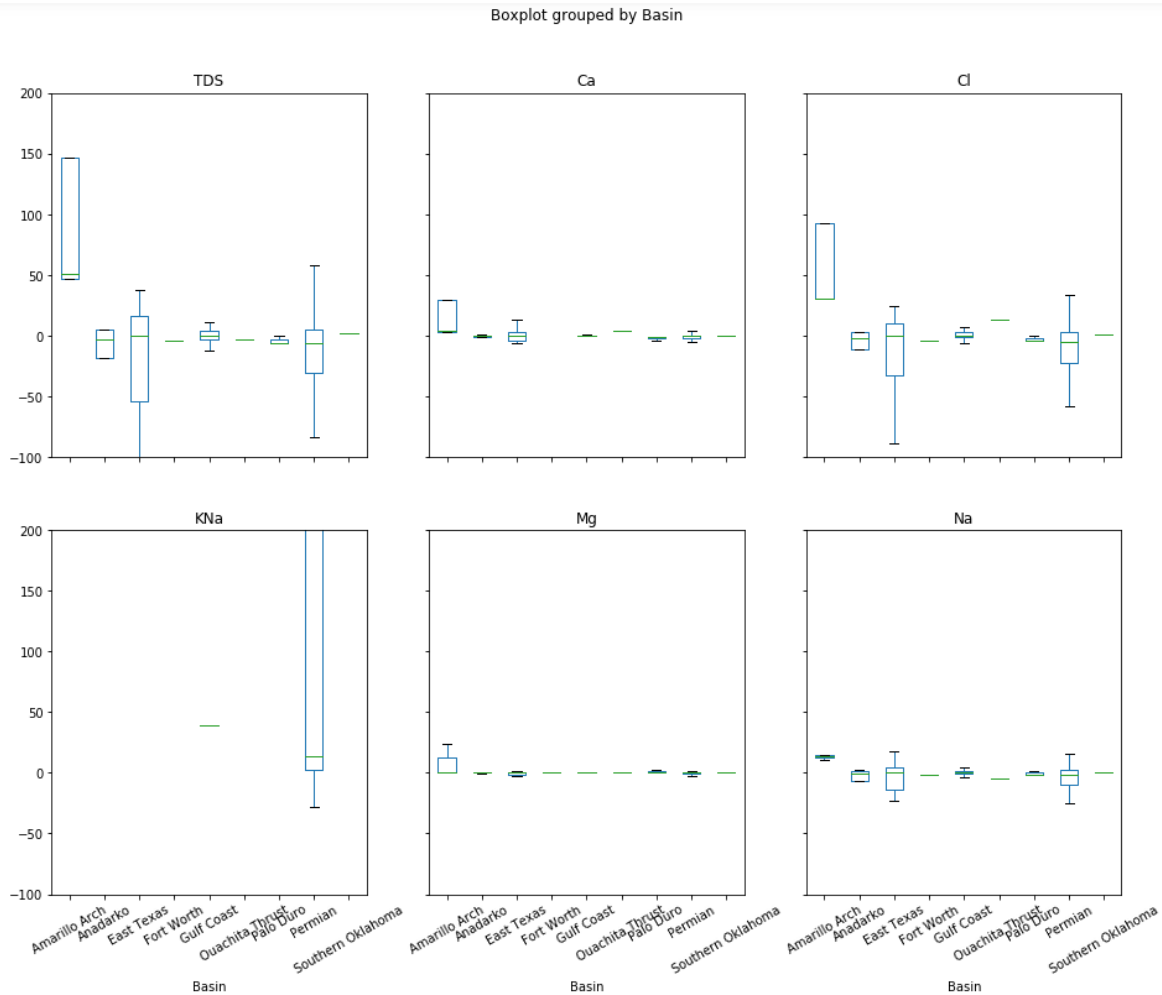 Boxplot grouped by Basin
TDS
Ca
Cl
200
150
100
50
0
−50
−100
KNa
Mg
Na
200
150
100
50
0
−50
−100
Amarillo Arch
Anadarko
East Texas
Fort Worth
Gulf Coast
Ouachita Thrust
Palo Duro
Permian
Southern Oklahoma
Amarillo Arch
Anadarko
East Texas
Fort Worth
Gulf Coast
Ouachita Thrust
Palo Duro
Permian
Southern Oklahoma
Amarillo Arch
Anadarko
East Texas
Fort Worth
Gulf Coast
Ouachita Thrust
Palo Duro
Permian
Southern Oklahoma
Basin
Basin
Basin